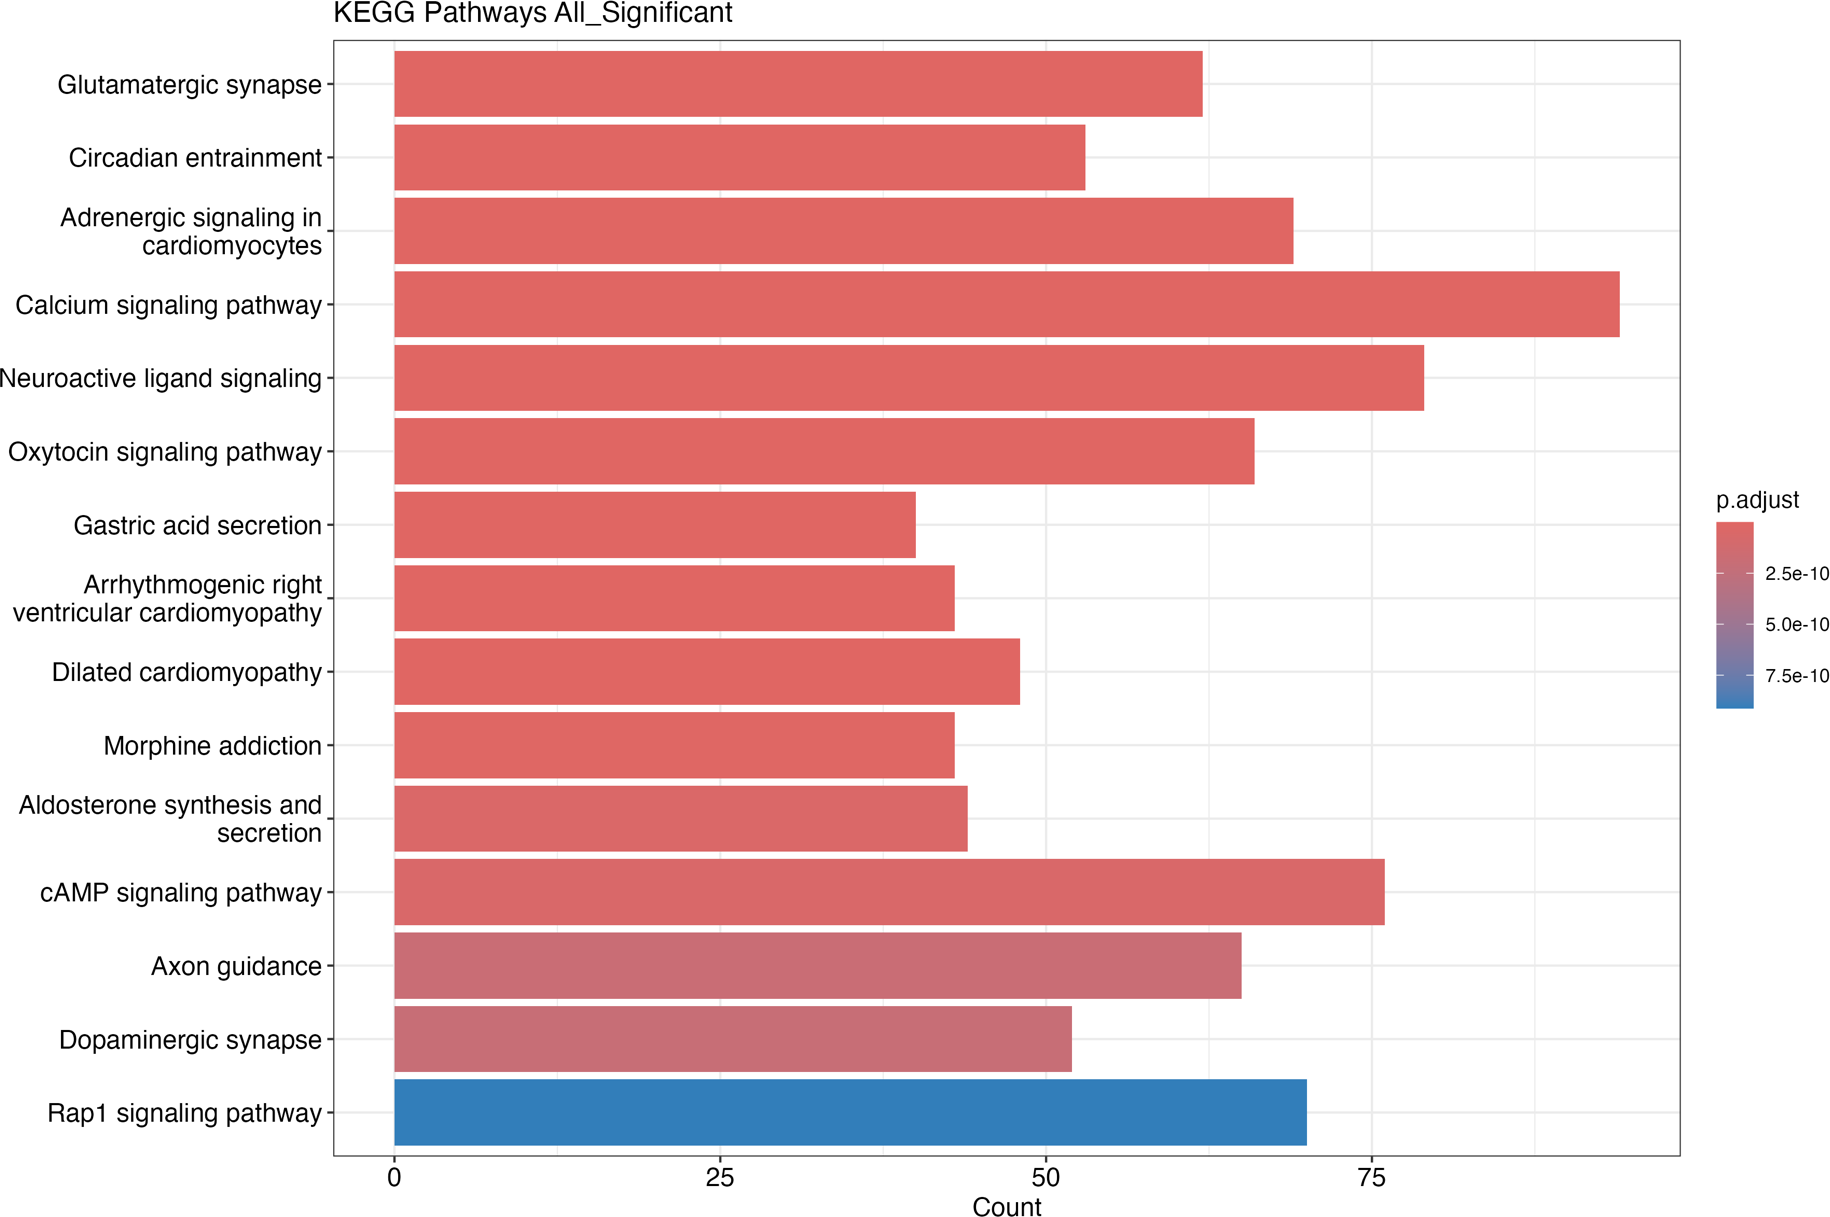 KEGG Pathways All_Significant
Glutamatergic synapse
Circadian entrainment
Adrenergic signaling in
cardiomyocytes
Calcium signaling pathway
Neuroactive ligand signaling
Oxytocin signaling pathway
Gastric acid secretion
Arrhythmogenic right
ventricular cardiomyopathy
Dilated cardiomyopathy
Morphine addiction
Aldosterone synthesis and
secretion
cAMP signaling pathway
Axon guidance
Dopaminergic synapse
Rap1 signaling pathway
0
25
50
75
Count
p.adjust
2.5e-10
5.0e-10
7.5e-10